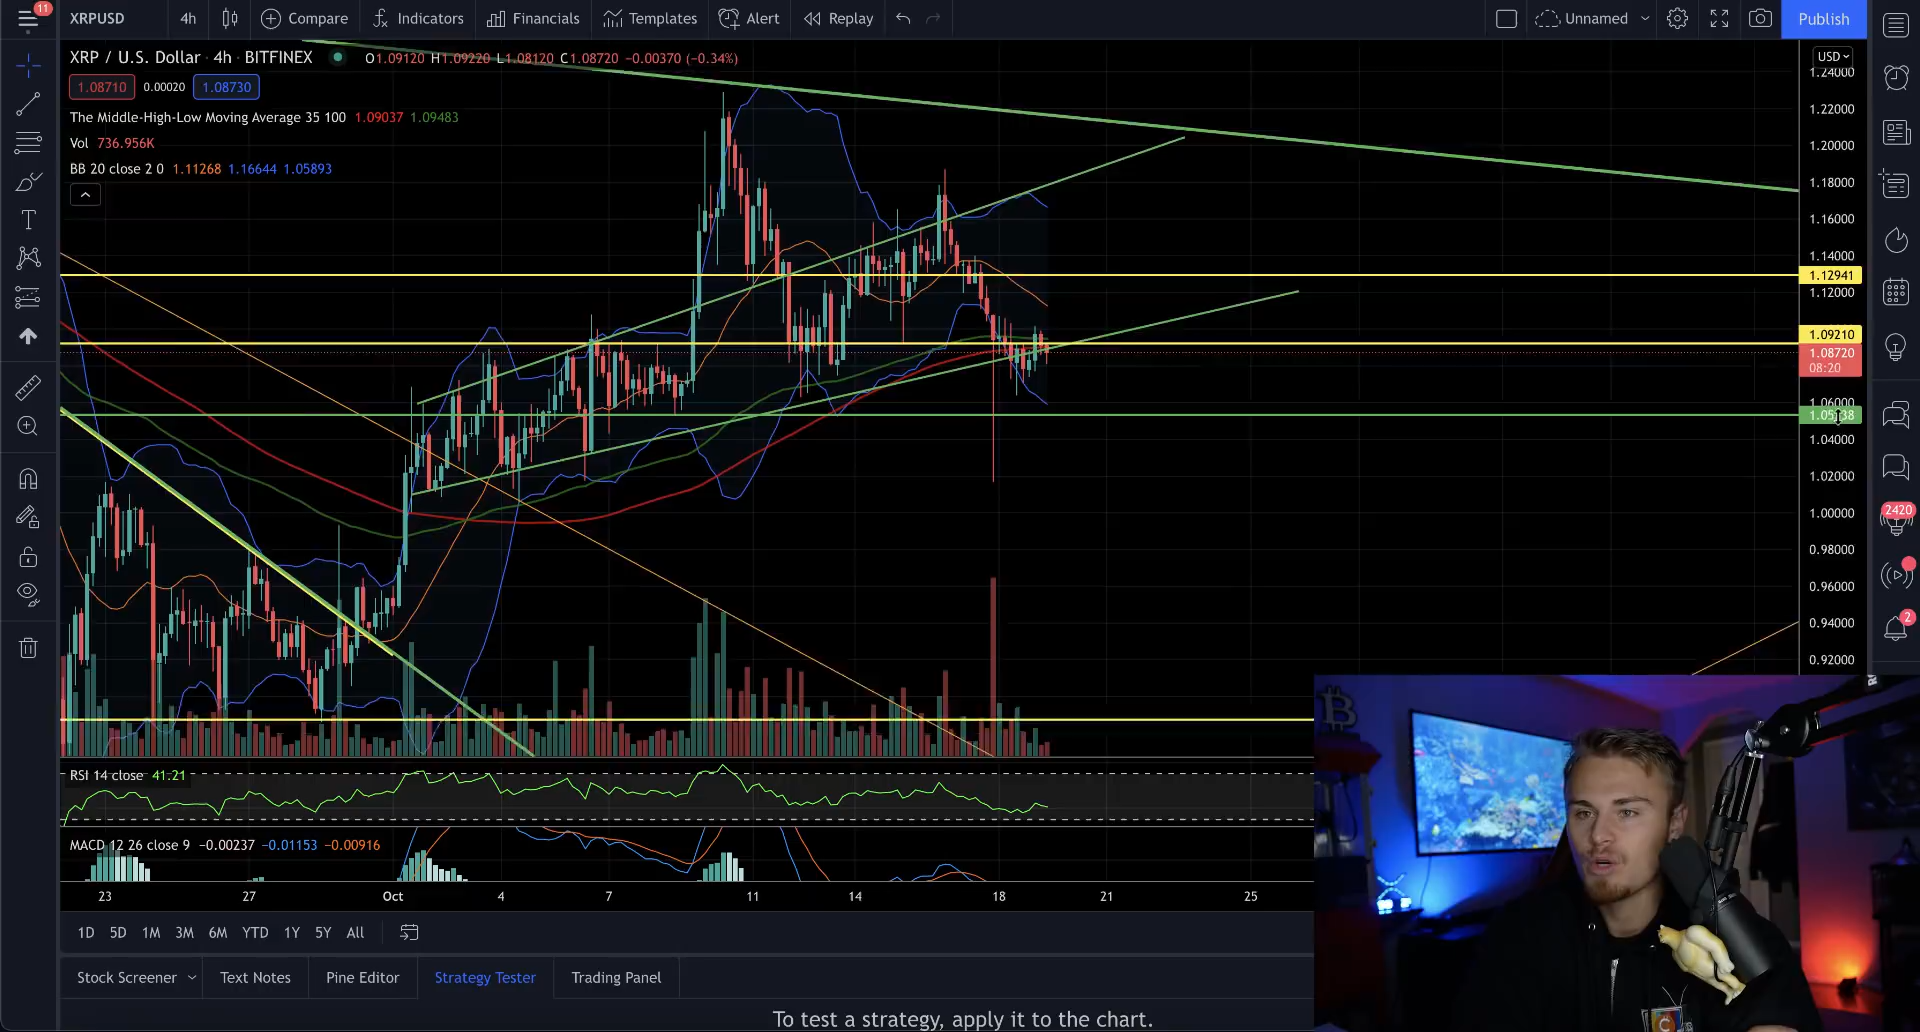 11
XRPUSD 4h Compare Indicators Financials Templates Alert Replay Unnamed Publish
XRP / U.S. Dollar · 4h · BITFINEX O1.09120 H1.09220 L1.08120 C1.08720 −0.00370 (−0.34%)
1.08710 0.00020 1.08730
The Middle-High-Low Moving Average 35 100 1.09037 1.09483
Vol 736.956K
BB 20 close 2 0 1.11268 1.16644 1.05893
USD
1.24000
1.22000
1.20000
1.18000
1.16000
1.14000
1.12941
1.12000
1.09210
1.08720
08:20
1.06000
1.04000
1.02000
1.00000
0.98000
0.96000
0.94000
0.92000
2420
2
RSI 14 close 41.21
MACD 12 26 close 9 −0.00237 −0.01153 −0.00916
23 27 Oct 4 7 11 14 18 21 25
1D 5D 1M 3M 6M YTD 1Y 5Y All
Stock Screener Text Notes Pine Editor Strategy Tester Trading Panel
To test a strategy, apply it to the chart.